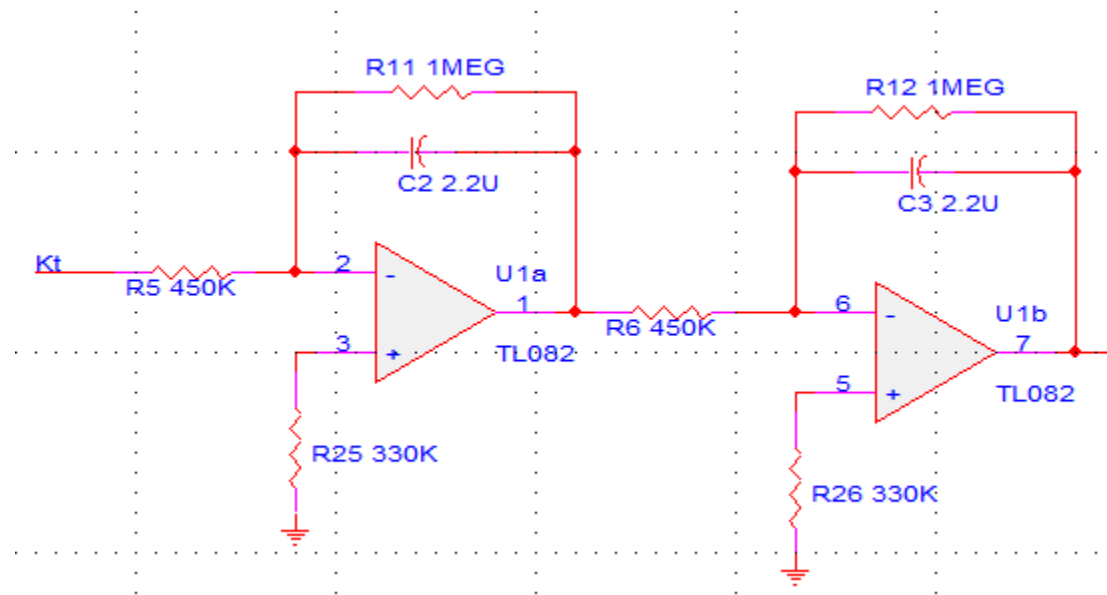 R11 1MEG
R12 1MEG
C2 2.2U
C3 2.2U
Kt
2
-
U1a
R5 450K
1
R6 450K
6
-
U1b
3
+
TL082
7
5
+
TL082
R25 330K
R26 330K